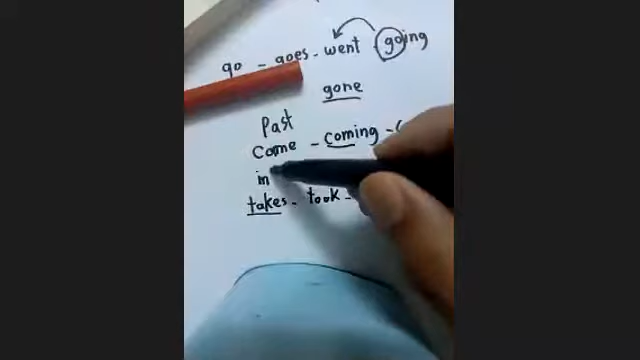 go - goes - went - going
gone
Past
Come - coming -
in
takes - took -